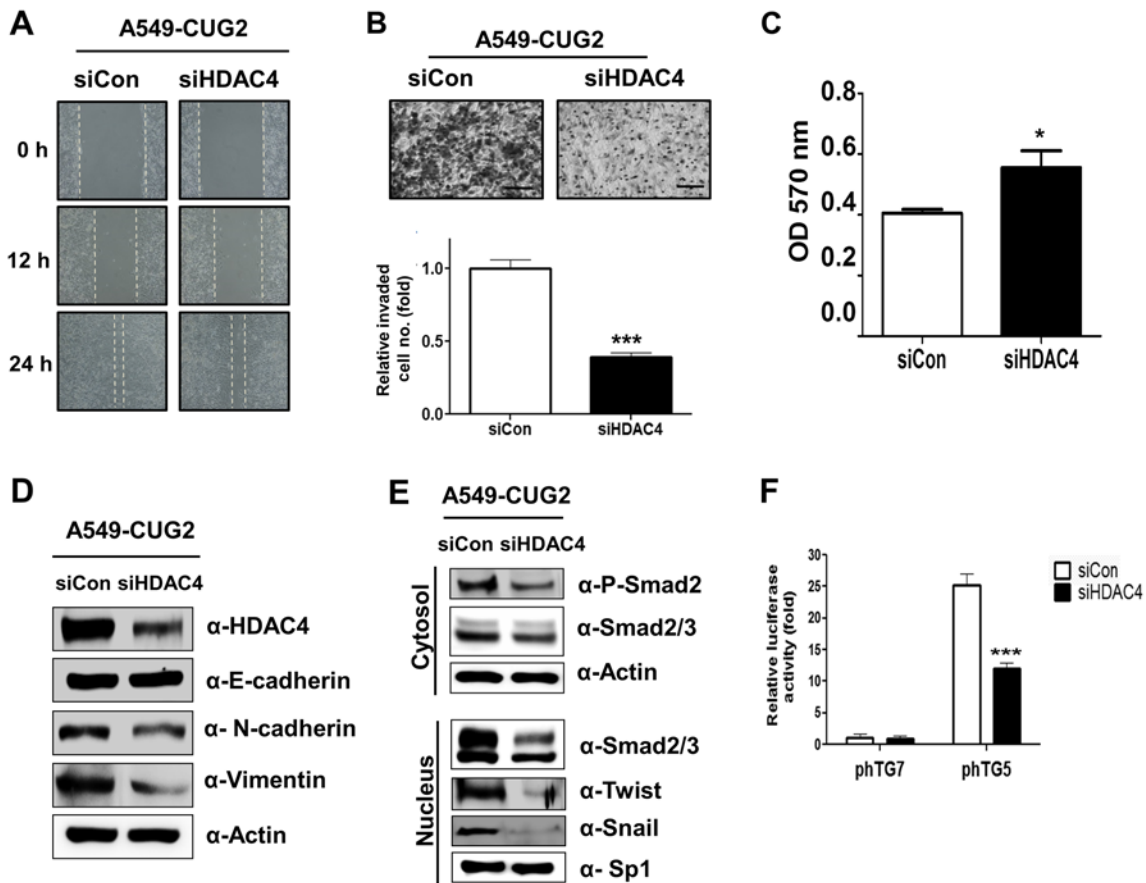 A
A549-CUG2
siCon siHDAC4
0 h
12 h
24 h
B
A549-CUG2
siCon siHDAC4
Relative invaded
cell no. (fold)
1.0
0.5
0.0
***
siCon siHDAC4
C
OD 570 nm
0.8
0.6
0.4
0.2
0.0
*
siCon siHDAC4
D
A549-CUG2
siCon siHDAC4
α-HDAC4
α-E-cadherin
α- N-cadherin
α-Vimentin
α-Actin
E
A549-CUG2
siCon siHDAC4
Cytosol
α-P-Smad2
α-Smad2/3
α-Actin
Nucleus
α-Smad2/3
α-Twist
α-Snail
α- Sp1
F
Relative luciferase
activity (fold)
30
25
20
15
10
5
0
***
phTG7 phTG5
siCon
siHDAC4